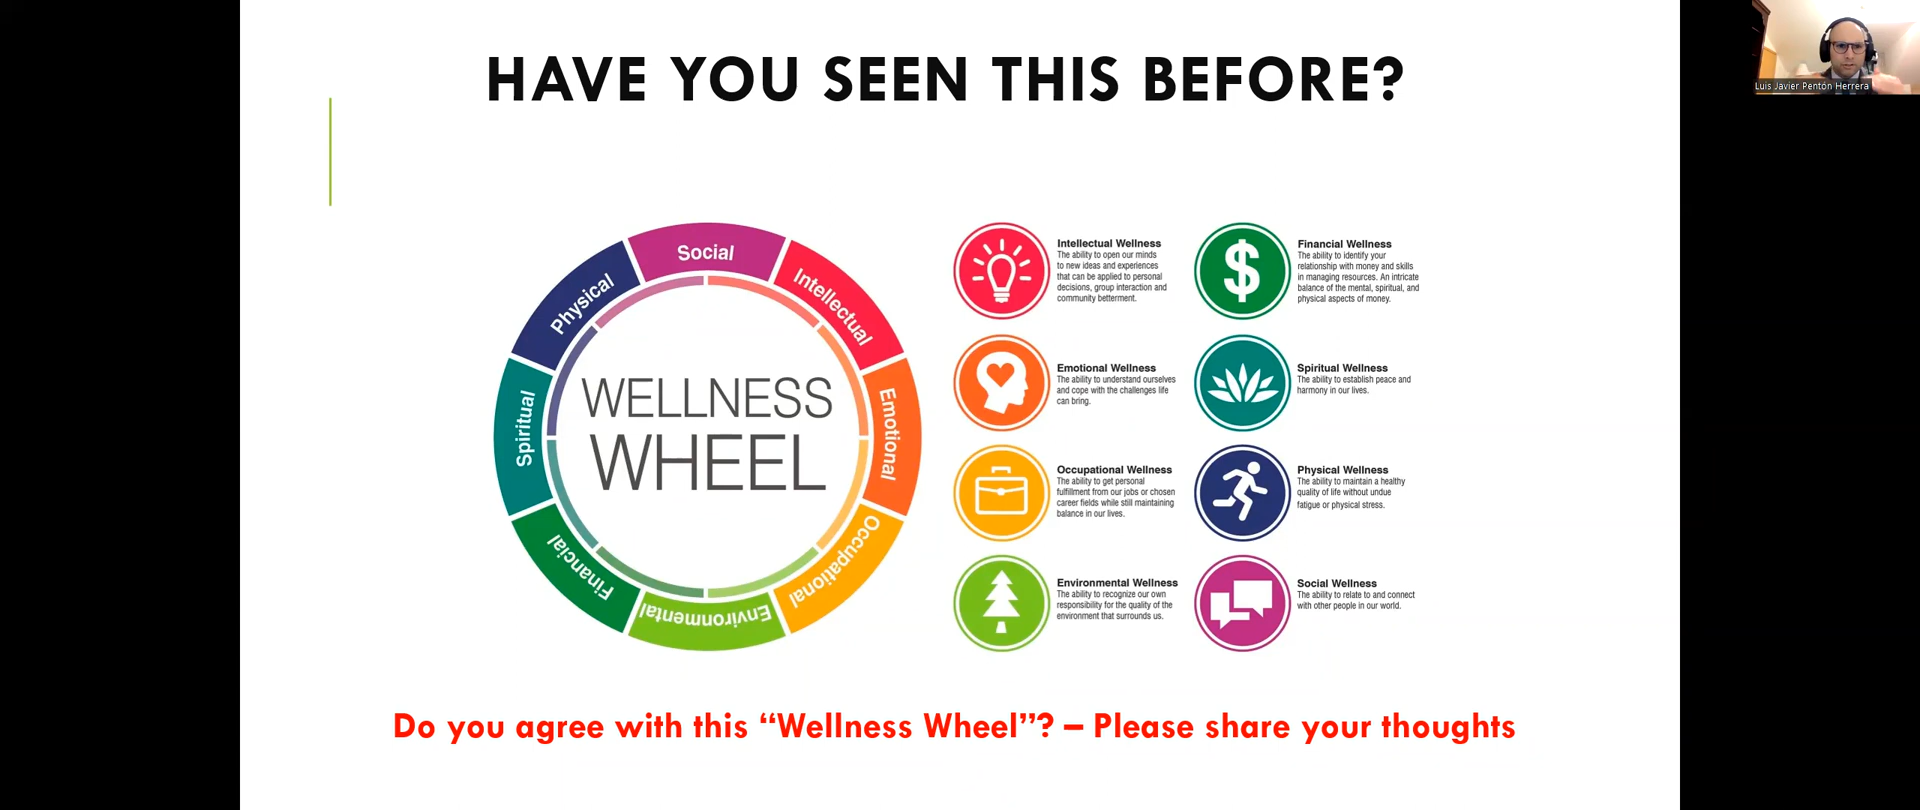 HAVE YOU SEEN THIS BEFORE?
Luis Javier Pentón Herrera
Social
Intellectual
Emotional
Occupational
Environmental
Financial
Spiritual
Physical
WELLNESS
WHEEL
Intellectual Wellness
The ability to open our minds
to new ideas and experiences
that can be applied to personal
decisions, group interaction and
community betterment.
Financial Wellness
The ability to identify your
relationship with money and skills
in managing resources. An intricate
balance of the mental, spiritual, and
physical aspects of money.
Emotional Wellness
The ability to understand ourselves
and cope with the challenges life
can bring.
Spiritual Wellness
The ability to establish peace and
harmony in our lives.
Occupational Wellness
The ability to get personal
fulfillment from our jobs or chosen
career fields while still maintaining
balance in our lives.
Physical Wellness
The ability to maintain a healthy
quality of life without undue
fatigue or physical stress.
Environmental Wellness
The ability to recognize our own
responsibility for the quality of the
environment that surrounds us.
Social Wellness
The ability to relate to and connect
with other people in our world.
Do you agree with this “Wellness Wheel”? – Please share your thoughts